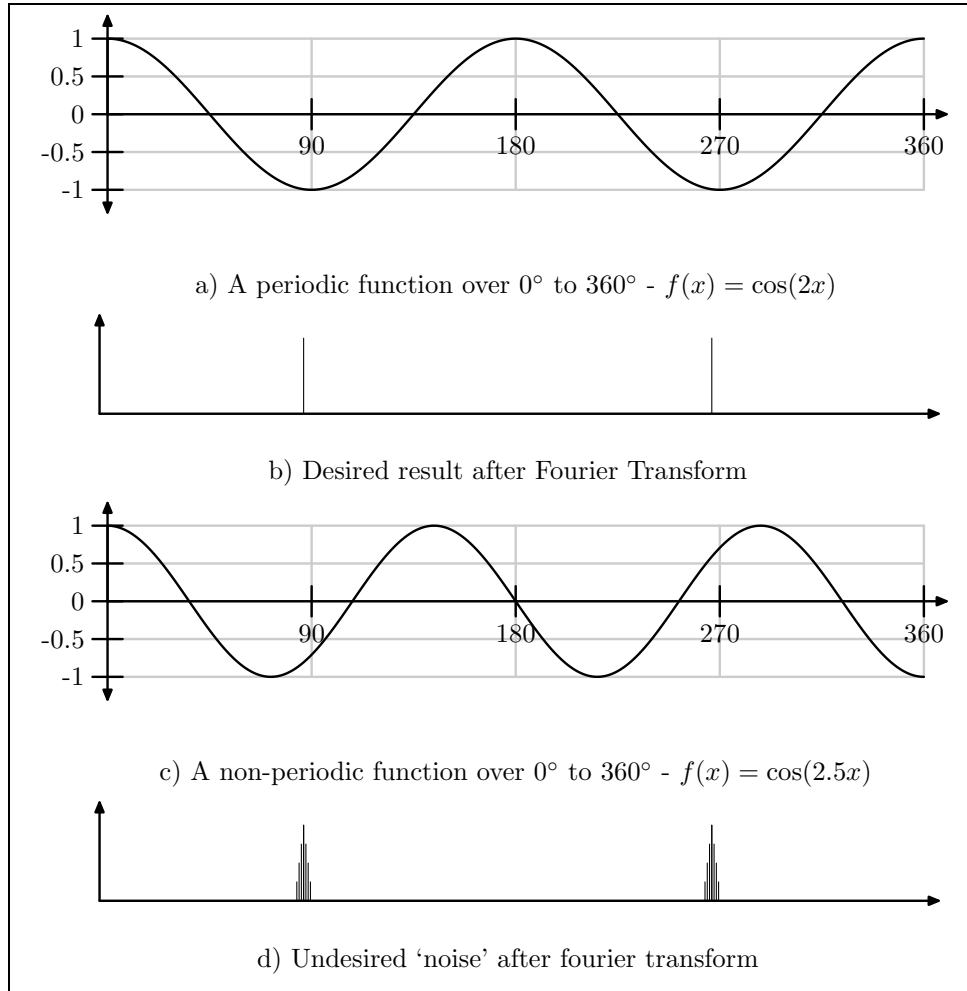 1
0.5
0
-0.5
-1
90 180 270 360
a) A periodic function over 0° to 360° - f(x) = cos(2x)
b) Desired result after Fourier Transform
1
0.5
0
-0.5
-1
90 180 270 360
c) A non-periodic function over 0° to 360° - f(x) = cos(2.5x)
d) Undesired ‘noise’ after fourier transform